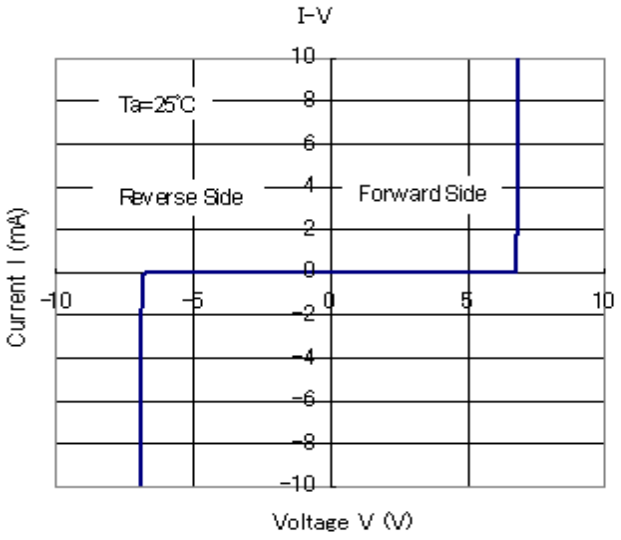 I-V
10
8
Ta=25℃
6
4
Reverse Side
Forward Side
2
0
-10
-5
0
5
10
-2
-4
-6
-8
-10
Current I (mA)
Voltage V (V)